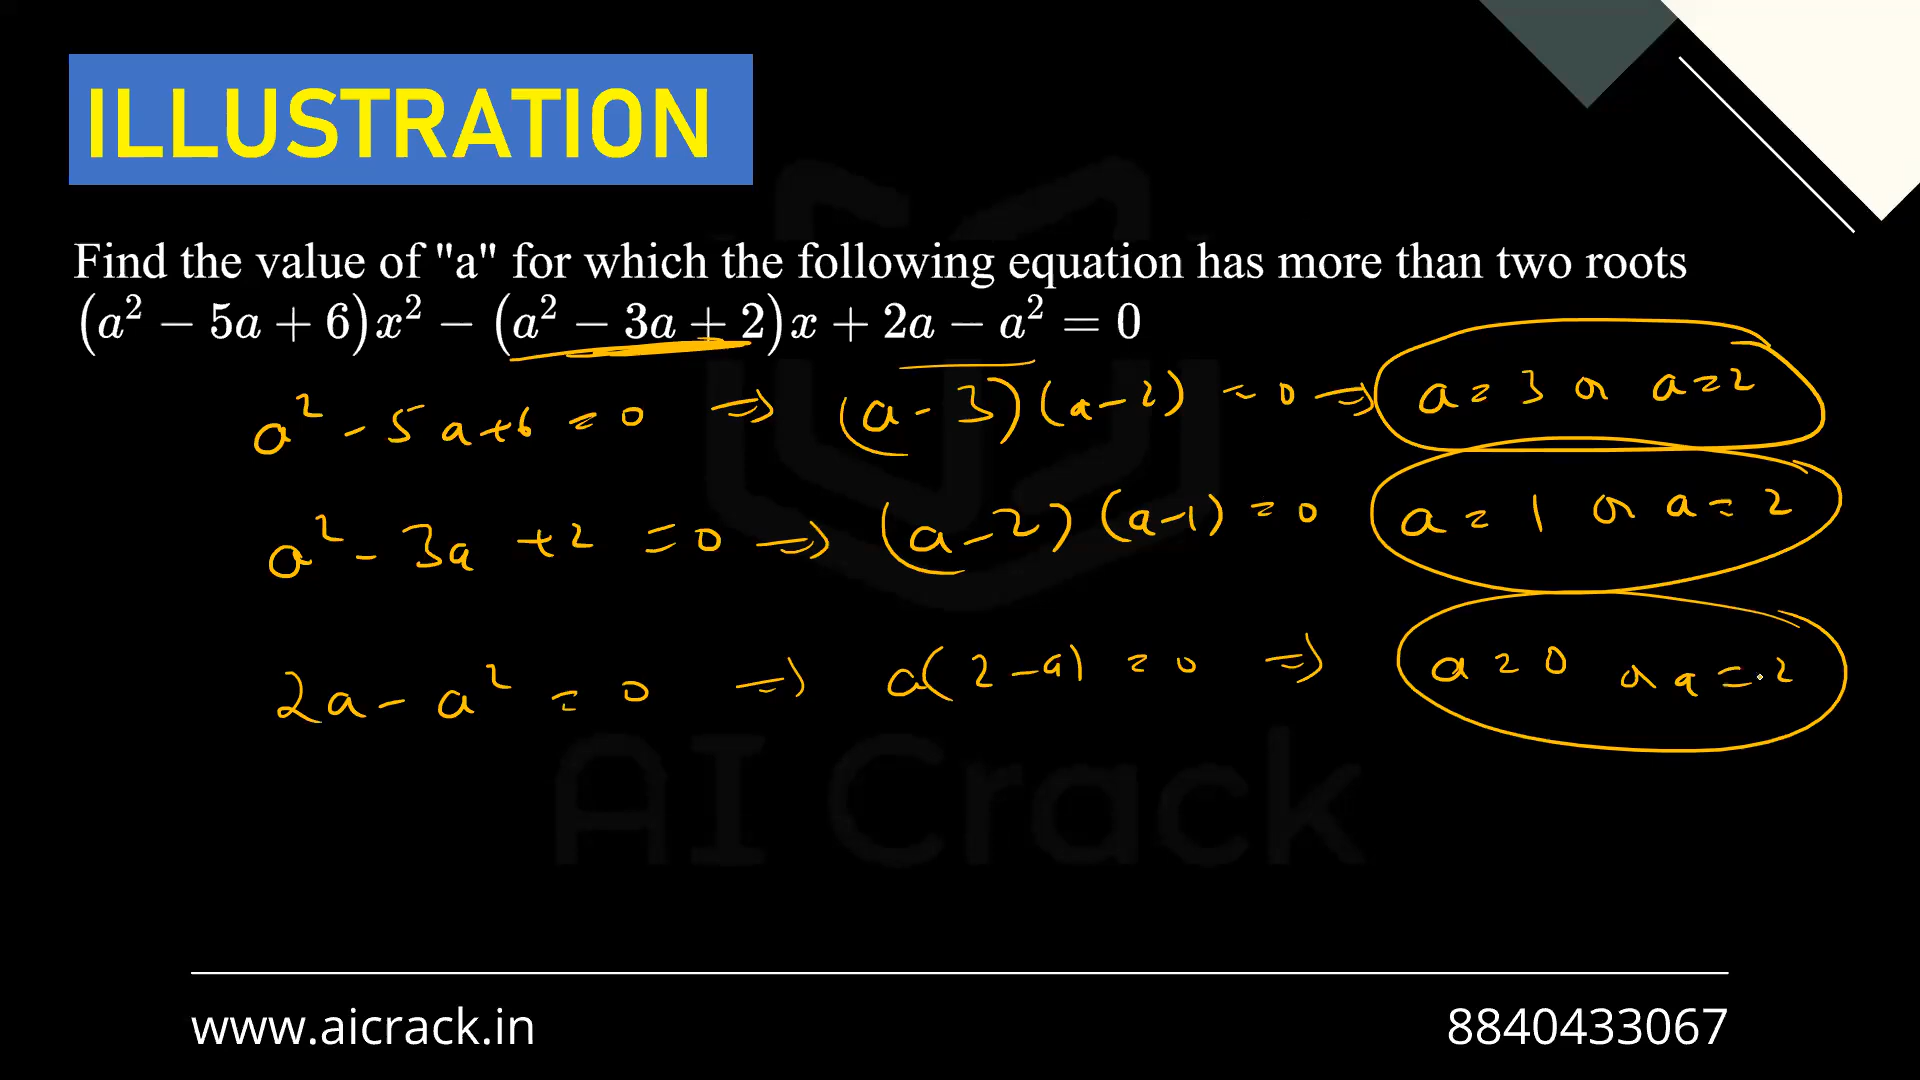 ILLUSTRATION
Find the value of "a" for which the following equation has more than two roots
(a² − 5a + 6)x² − (a² − 3a + 2)x + 2a − a² = 0
a² - 5a+6 = 0 ⇒ (a-3)(a-2) = 0 ⇒ a = 3 or a=2
a² - 3a +2 = 0 ⇒ (a-2)(a-1) = 0 a = 1 or a = 2
2a - a² = 0 ⇒ a(2-a) = 0 ⇒ a = 0 or a = 2
AI Crack
www.aicrack.in
8840433067